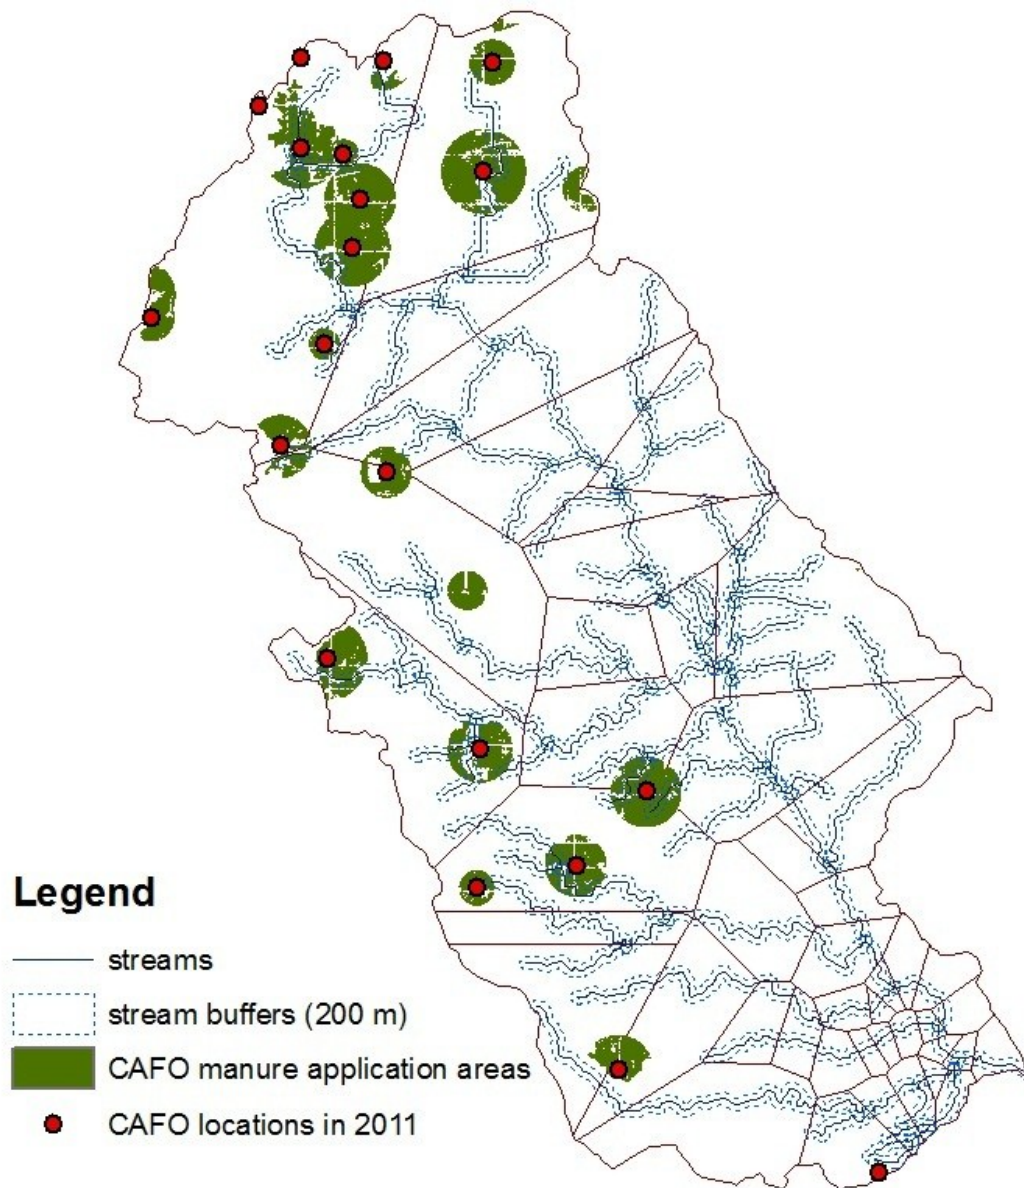 Legend
streams
stream buffers (200 m)
CAFO manure application areas
CAFO locations in 2011